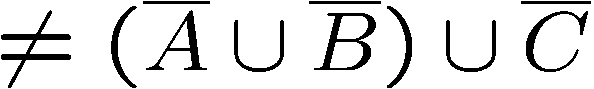 ≠ (A̅ ∪ B̅) ∪ C̅